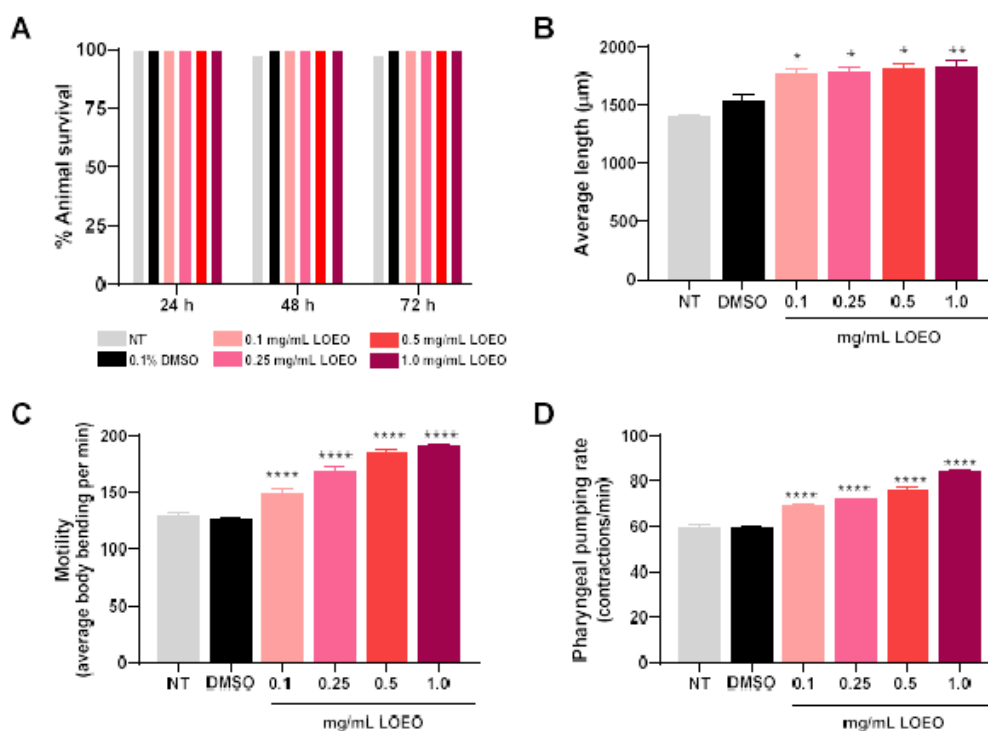 A
% Animal survival
100
75
50
25
0
24 h 48 h 72 h
NT 0.1 mg/mL LOEO 0.5 mg/mL LOEO
0.1% DMSO 0.25 mg/mL LOEO 1.0 mg/mL LOEO
B
Average length (μm)
2000
1500
1000
500
0
* * * **
NT DMSO 0.1 0.25 0.5 1.0
mg/mL LOEO
C
Motility
(average body bending per min)
200
150
100
50
0
**** **** **** ****
NT DMSO 0.1 0.25 0.5 1.0
mg/mL LOEO
D
Pharyngeal pumping rate
(contractions/min)
100
80
60
40
20
0
**** **** **** ****
NT DMSO 0.1 0.25 0.5 1.0
mg/mL LOEO